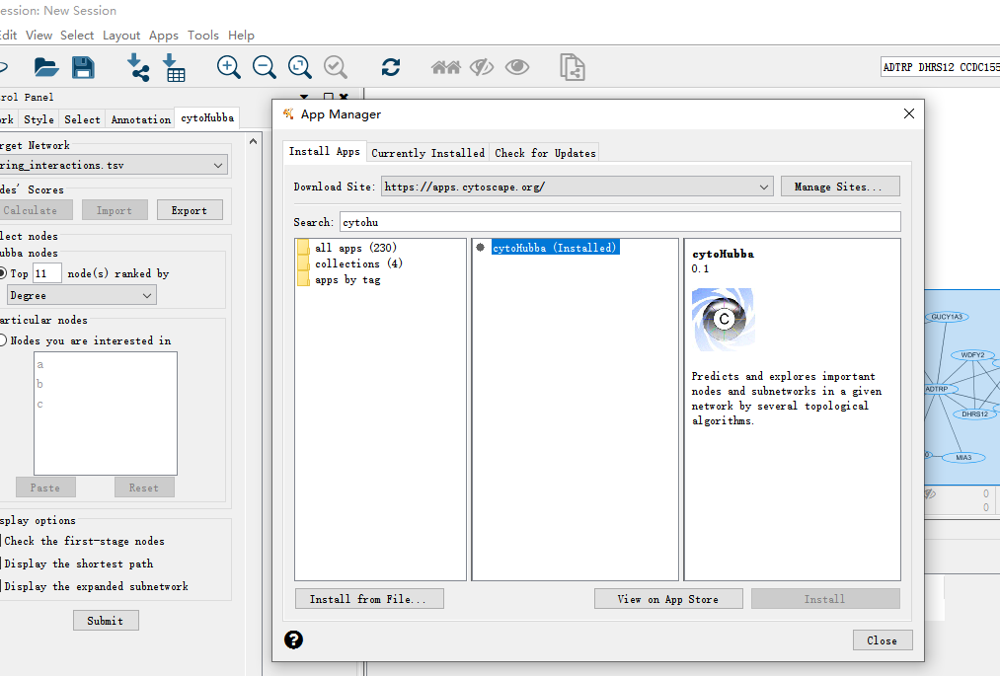 ession: New Session
Edit View Select Layout Apps Tools Help
ADTRP DHRS12 CCDC155
rol Panel
ork Style Select Annotation cytoHubba
rget Network
ring_interactions.tsv
des' Scores
Calculate Import Export
lect nodes
ubba nodes
Top 11 node(s) ranked by
Degree
articular nodes
Nodes you are interested in
a
b
c
Paste Reset
splay options
Check the first-stage nodes
Display the shortest path
Display the expanded subnetwork
Submit
App Manager
Install Apps Currently Installed Check for Updates
Download Site: https://apps.cytoscape.org/ Manage Sites...
Search: cytohu
all apps (230)
collections (4)
apps by tag
cytoHubba (Installed)
cytoHubba
0.1
C
Predicts and explores important
nodes and subnetworks in a given
network by several topological
algorithms.
Install from File... View on App Store Install
? Close
GUCY1A3
WDFY2
ADTRP
DHRS12
MIA3
0
0